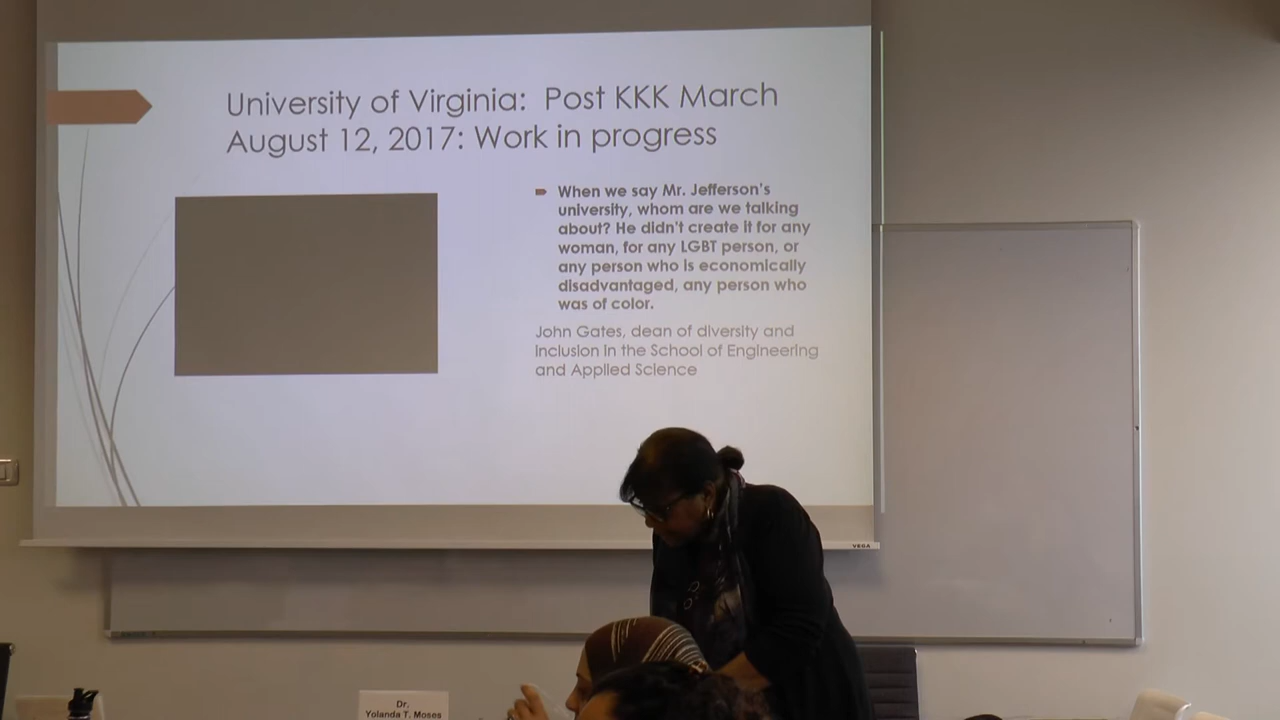 University of Virginia: Post KKK March
August 12, 2017: Work in progress
When we say Mr. Jefferson's
university, whom are we talking
about? He didn't create it for any
woman, for any LGBT person, or
any person who is economically
disadvantaged, any person who
was of color.
John Gates, dean of diversity and
inclusion in the School of Engineering
and Applied Science
VEGA
Dr.
Yolanda T. Moses